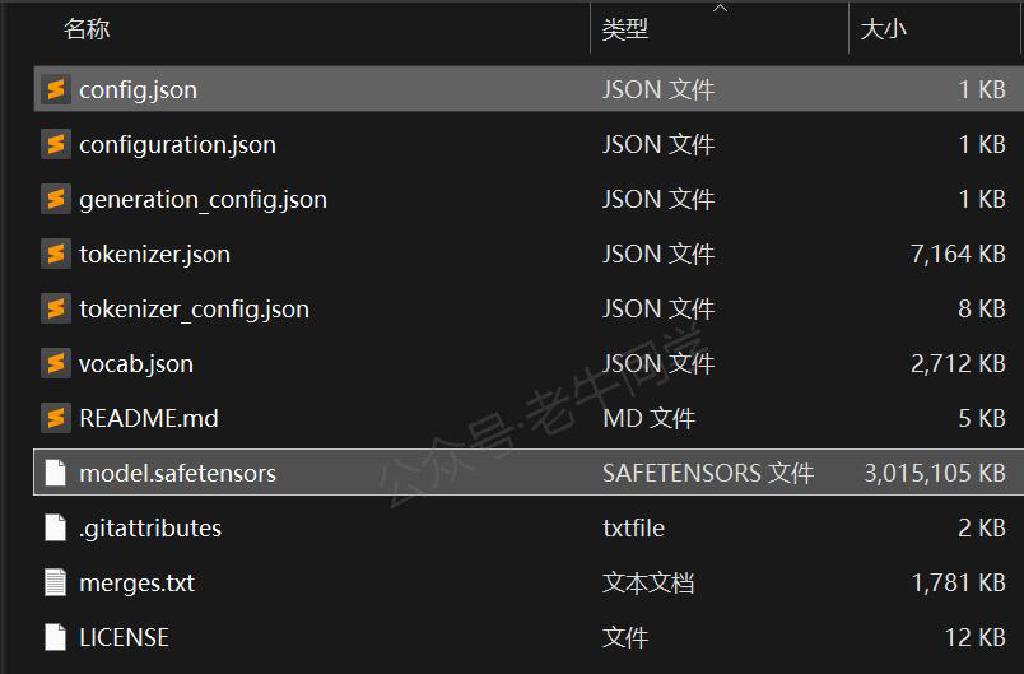 名称 类型 大小
config.json JSON 文件 1 KB
configuration.json JSON 文件 1 KB
generation_config.json JSON 文件 1 KB
tokenizer.json JSON 文件 7,164 KB
tokenizer_config.json JSON 文件 8 KB
vocab.json JSON 文件 2,712 KB
README.md MD 文件 5 KB
model.safetensors SAFETENSORS 文件 3,015,105 KB
.gitattributes txtfile 2 KB
merges.txt 文本文档 1,781 KB
LICENSE 文件 12 KB
公众号·老牛同学